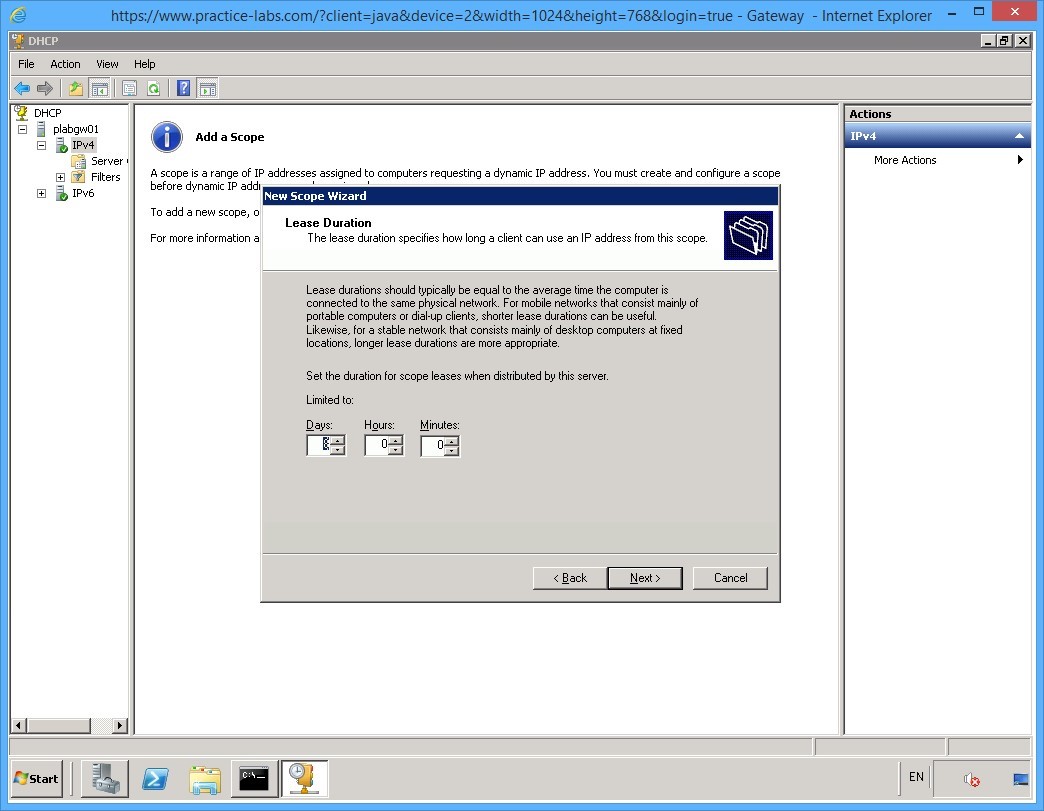 https://www.practice-labs.com/?client=java&device=2&width=1024&height=768&login=true - Gateway - Internet Explorer
DHCP
File Action View Help
DHCP
plabgw01
IPv4
Server
Filters
IPv6
Add a Scope
A scope is a range of IP addresses assigned to computers requesting a dynamic IP address. You must create and configure a scope
before dynamic IP
To add a new scope,
For more information
New Scope Wizard
Lease Duration
The lease duration specifies how long a client can use an IP address from this scope.
Lease durations should typically be equal to the average time the computer is
connected to the same physical network. For mobile networks that consist mainly of
portable computers or dial-up clients, shorter lease durations can be useful.
Likewise, for a stable network that consists mainly of desktop computers at fixed
locations, longer lease durations are more appropriate.
Set the duration for scope leases when distributed by this server.
Limited to:
Days: Hours: Minutes:
8 0 0
< Back Next > Cancel
Actions
IPv4
More Actions
Start
C:\
EN